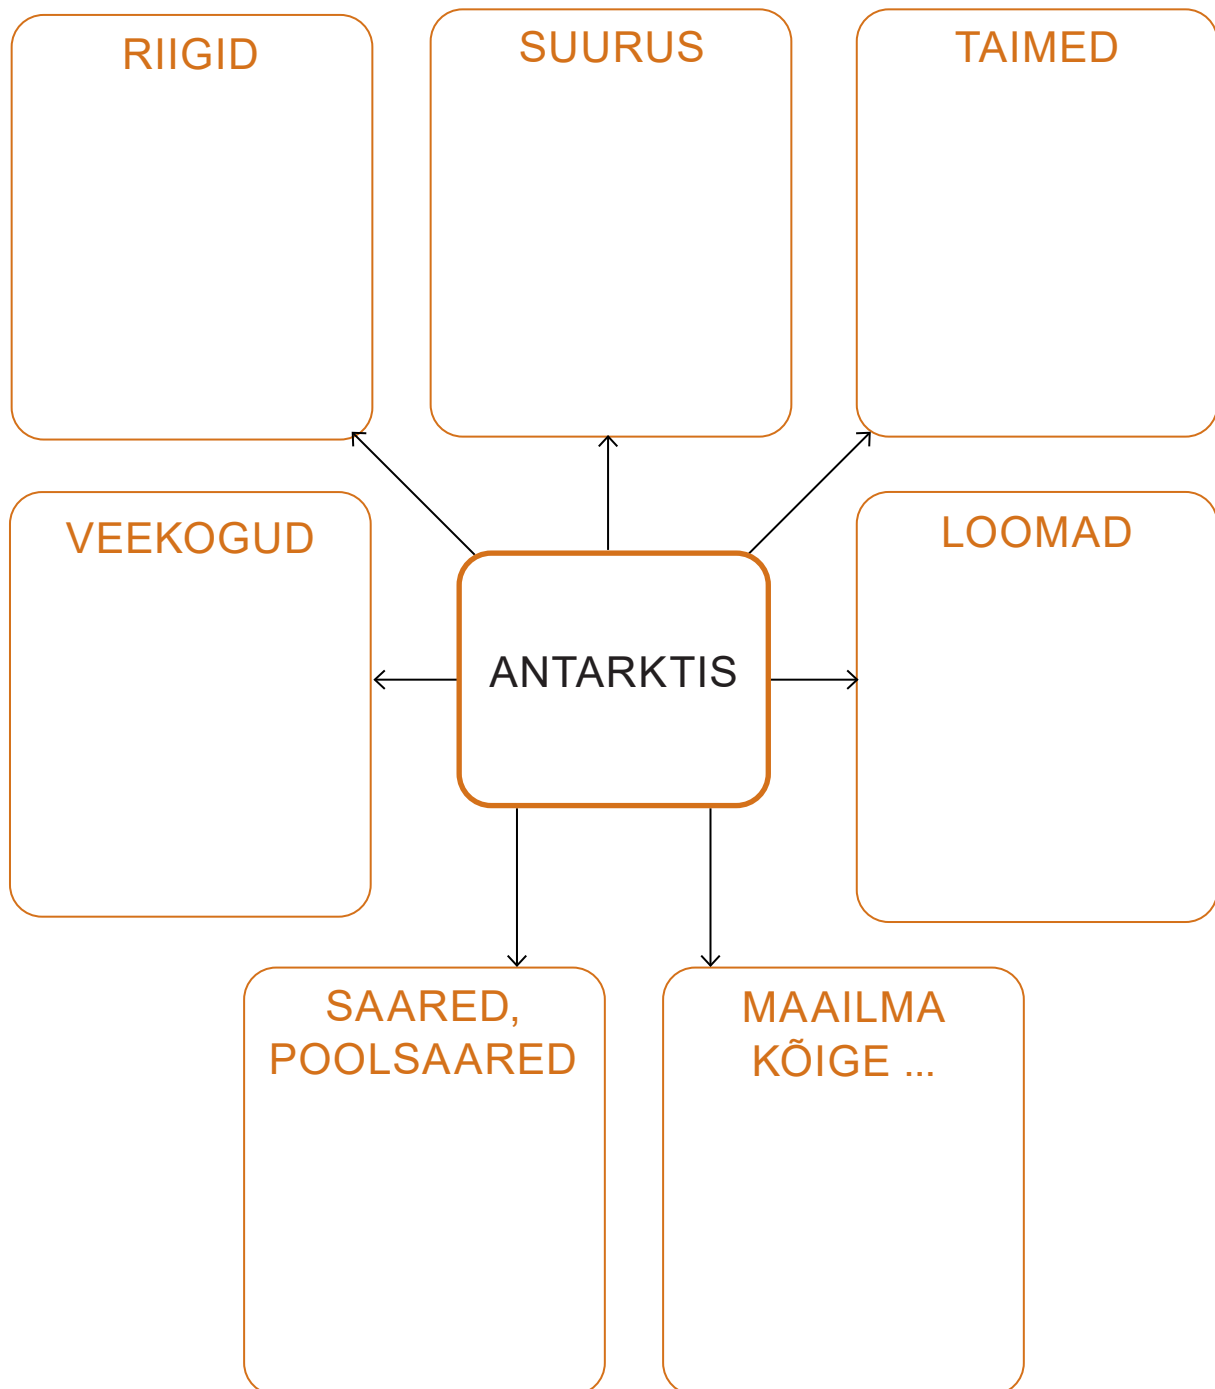 RIIGID
SUURUS
TAIMED
VEEKOGUD
LOOMAD
ANTARKTIS
SAARED,
POOLSAARED
MAAILMA
KÕIGE ...